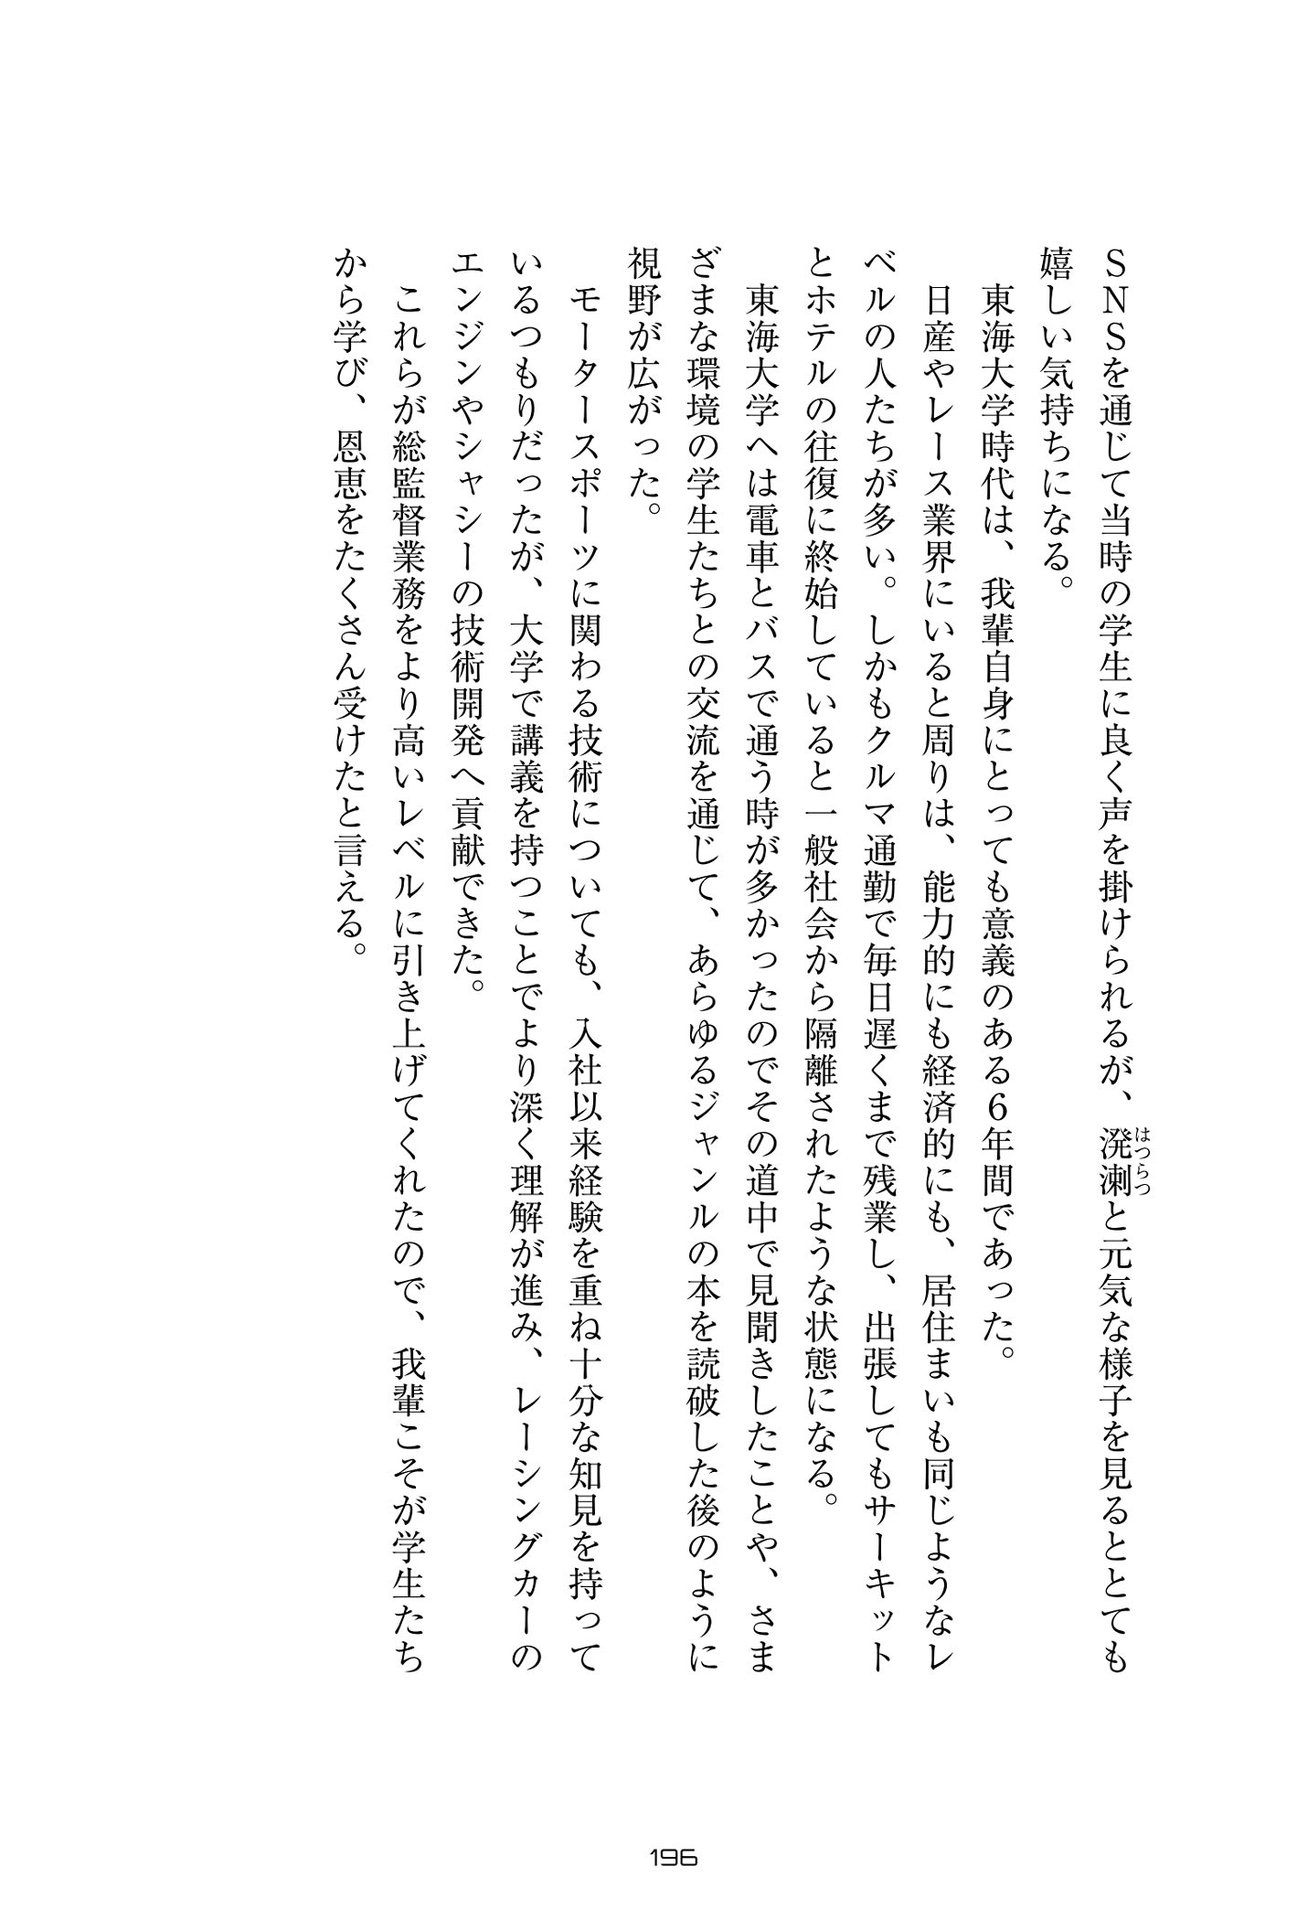 SNSを通じて当時の学生に良く声を掛けられるが、溌溂と元気な様子を見るととても
はつらつ
嬉しい気持ちになる。
東海大学時代は、我輩自身にとっても意義のある6年間であった。
日産やレース業界にいると周りは、能力的にも経済的にも、居住まいも同じようなレ
ベルの人たちが多い。しかもクルマ通勤で毎日遅くまで残業し、出張してもサーキット
とホテルの往復に終始していると一般社会から隔離されたような状態になる。
東海大学へは電車とバスで通う時が多かったのでその道中で見聞きしたことや、さま
ざまな環境の学生たちとの交流を通じて、あらゆるジャンルの本を読破した後のように
視野が広がった。
モータースポーツに関わる技術についても、入社以来経験を重ね十分な知見を持って
いるつもりだったが、大学で講義を持つことでより深く理解が進み、レーシングカーの
エンジンやシャシーの技術開発へ貢献できた。
これらが総監督業務をより高いレベルに引き上げてくれたので、我輩こそが学生たち
から学び、恩恵をたくさん受けたと言える。
196